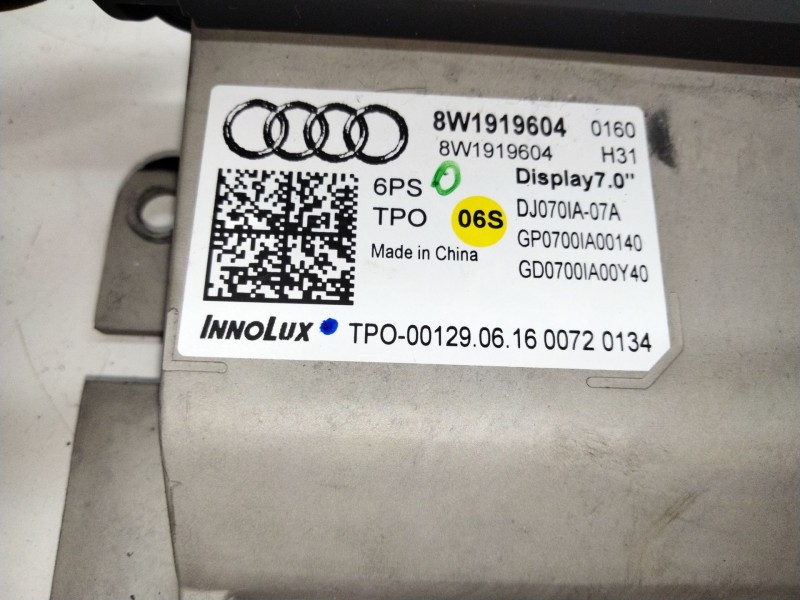 8W1919604 0160
8W1919604 H31
Display7.0"
6PS
DJ070IA-07A
TPO 06S
GP0700IA00140
Made in China
GD0700IA00Y40
INNOLUX TPO-00129.06.16 0072 0134